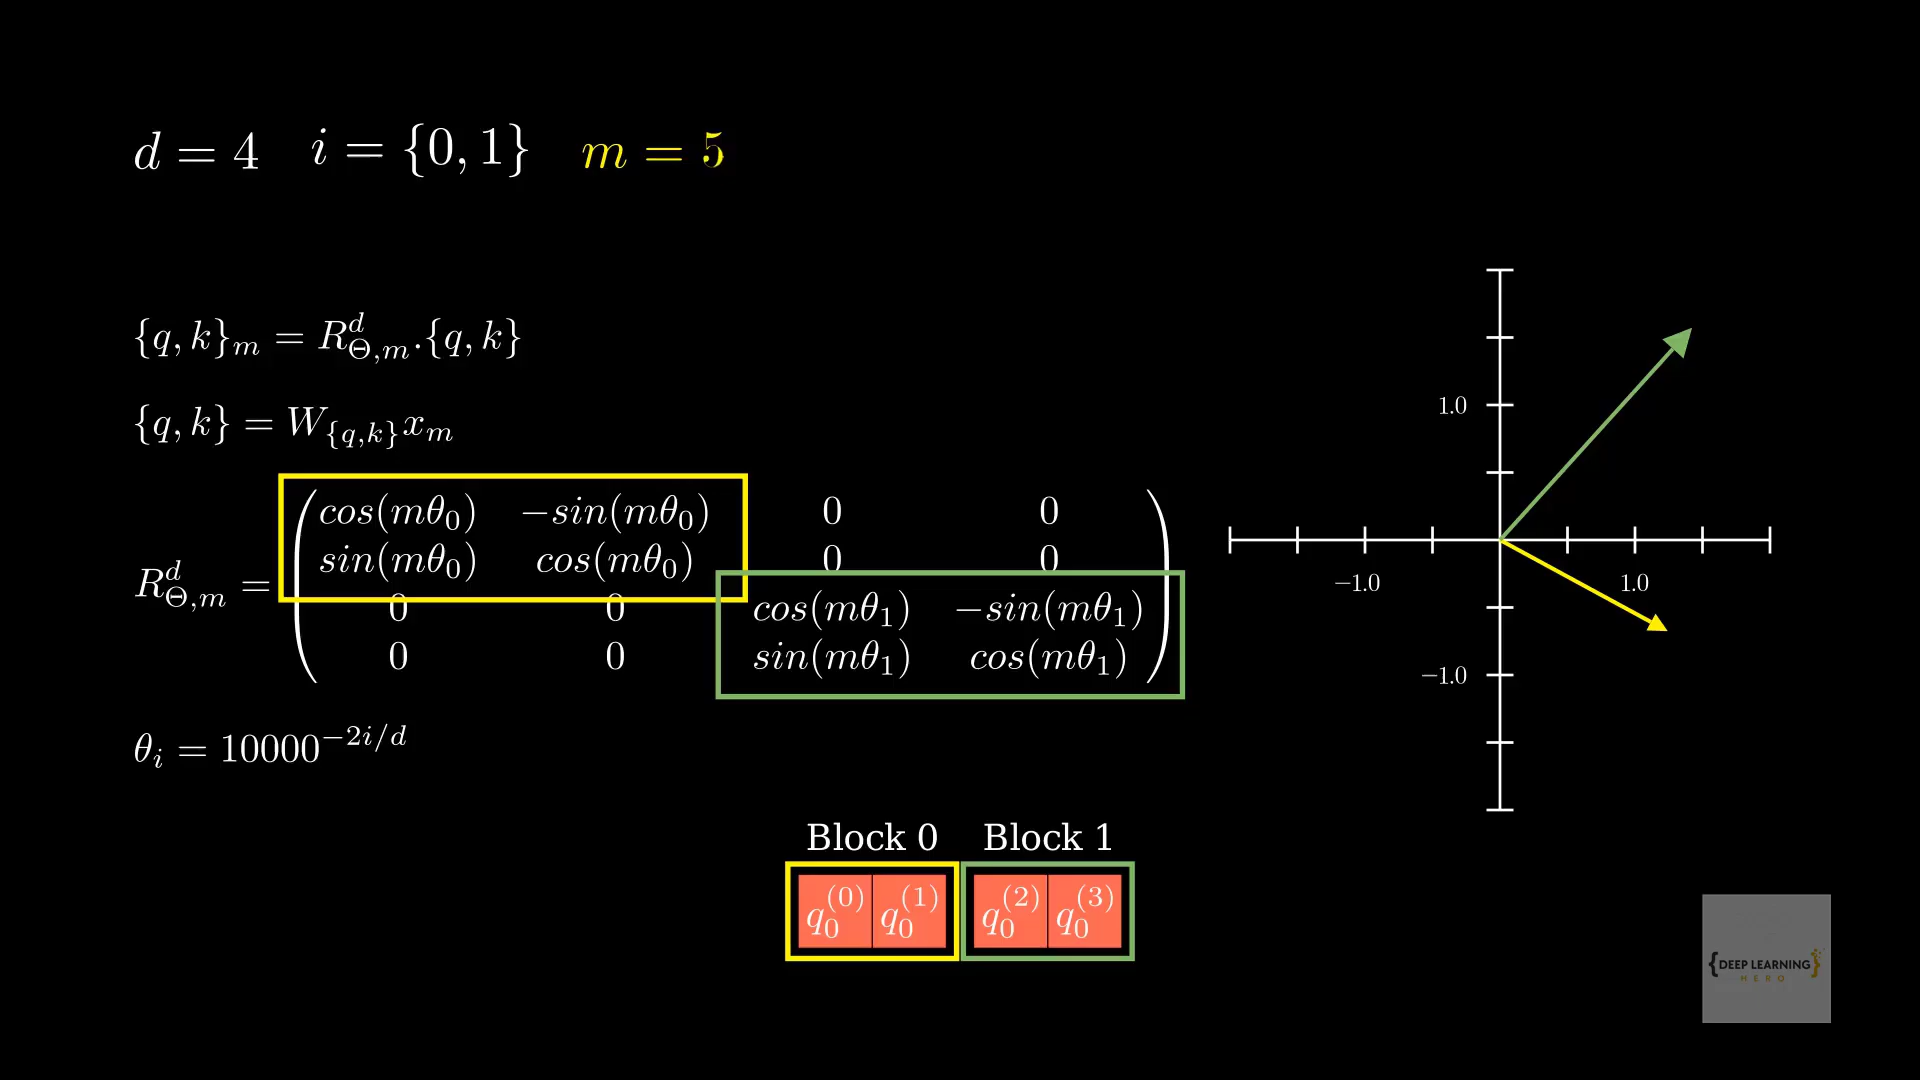 d = 4 i = {0, 1} m = 5
{q, k}_m = R^d_{Θ,m}.{q, k}
{q, k} = W_{{q,k}} x_m
R^d_{Θ,m} =
cos(mθ_0) −sin(mθ_0) 0 0
sin(mθ_0) cos(mθ_0) 0 0
0 0 cos(mθ_1) −sin(mθ_1)
0 0 sin(mθ_1) cos(mθ_1)
θ_i = 10000^{−2i/d}
1.0
−1.0 1.0
−1.0
Block 0 Block 1
q_0^{(0)} q_0^{(1)} q_0^{(2)} q_0^{(3)}
{DEEP LEARNING}
HERO